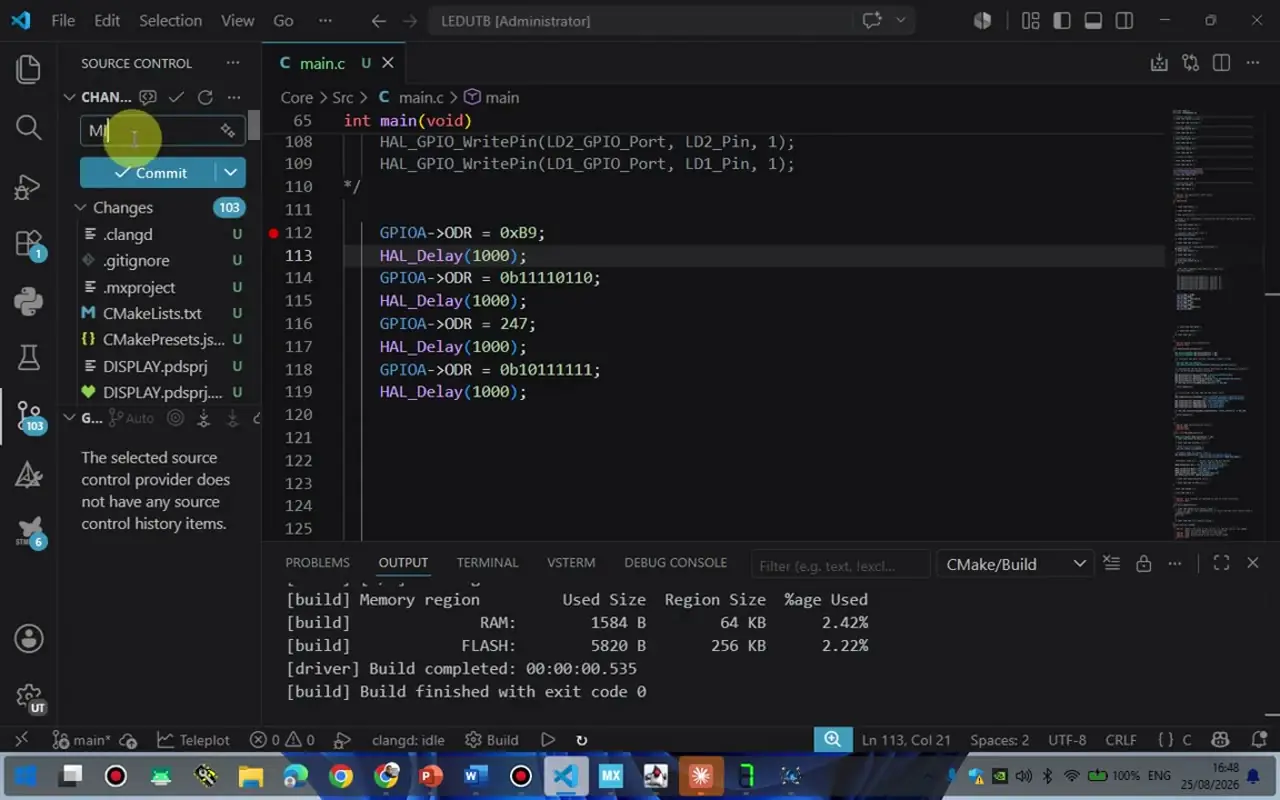 File Edit Selection View Go ··· LEDUTB [Administrator]
SOURCE CONTROL
CHAN...
MI
Commit
Changes 103
.clangd U
.gitignore U
.mxproject U
CMakeLists.txt U
CMakePresets.js... U
DISPLAY.pdsprj U
DISPLAY.pdsprj.... U
G... Auto
The selected source
control provider does
not have any source
control history items.
1
103
6
UT
C main.c U
Core > Src > C main.c > main
65 int main(void)
108 HAL_GPIO_WritePin(LD2_GPIO_Port, LD2_Pin, 1);
109 HAL_GPIO_WritePin(LD1_GPIO_Port, LD1_Pin, 1);
110 */
111
112 GPIOA->ODR = 0xB9;
113 HAL_Delay(1000);
114 GPIOA->ODR = 0b11110110;
115 HAL_Delay(1000);
116 GPIOA->ODR = 247;
117 HAL_Delay(1000);
118 GPIOA->ODR = 0b10111111;
119 HAL_Delay(1000);
120
121
122
123
124
125
PROBLEMS OUTPUT TERMINAL VSTERM DEBUG CONSOLE Filter (e.g. text, !excl... CMake/Build
[build] Memory region Used Size Region Size %age Used
[build] RAM: 1584 B 64 KB 2.42%
[build] FLASH: 5820 B 256 KB 2.22%
[driver] Build completed: 00:00:00.535
[build] Build finished with exit code 0
main* Teleplot 0 0 clangd: idle Build Ln 113, Col 21 Spaces: 2 UTF-8 CRLF { } C
MX 100% ENG 16:48
25/08/2026